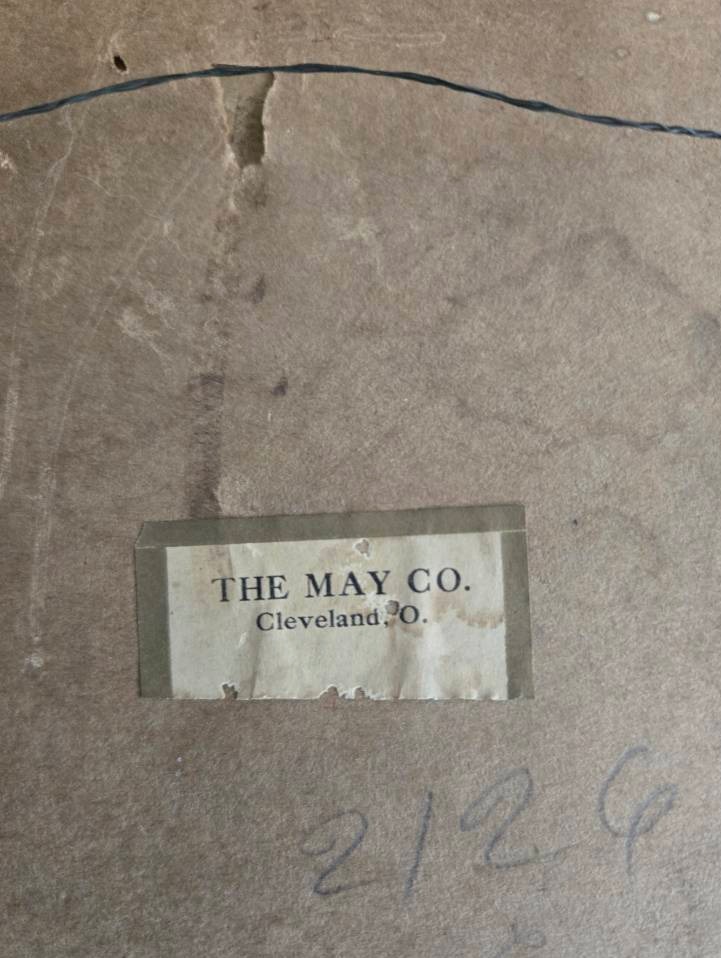 THE MAY CO.
Cleveland, O.
2126